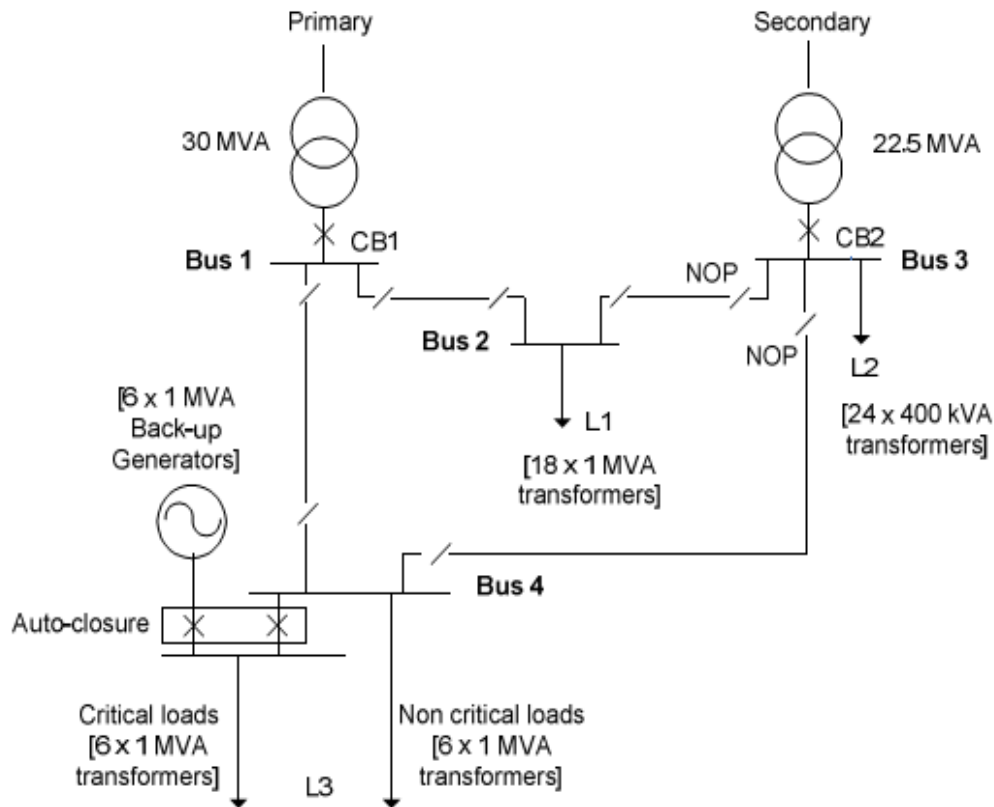 Primary
Secondary
30 MVA
22.5 MVA
CB1
CB2
Bus 1
Bus 3
NOP
Bus 2
NOP
L2
[6 x 1 MVA
Back-up
Generators]
L1
[24 x 400 kVA
transformers]
[18 x 1 MVA
transformers]
Bus 4
Auto-closure
Critical loads
[6 x 1 MVA
transformers]
Non critical loads
[6 x 1 MVA
transformers]
L3